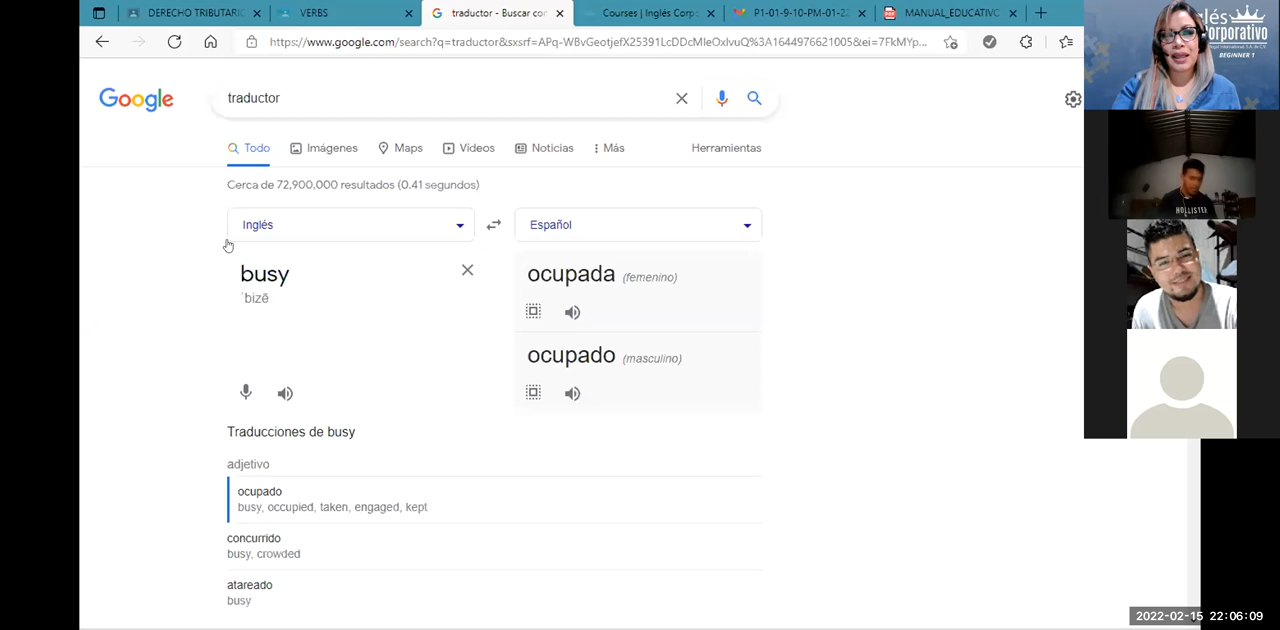 DERECHO TRIBUTARIO
VERBS
traductor - Buscar con
Courses | Inglés Corp
P1-01-9-10-PM-01-22
MANUAL_EDUCATIVO
https://www.google.com/search?q=traductor&sxsrf=APq-WBvGeotjefX25391LcDDcMIeOxlvuQ%3A1644976621005&ei=7FkMYp...
Google
traductor
Todo
Imágenes
Maps
Videos
Noticias
Más
Herramientas
Cerca de 72,900,000 resultados (0.41 segundos)
Inglés
Español
busy
ˈbizē
ocupada (femenino)
ocupado (masculino)
Traducciones de busy
adjetivo
ocupado
busy, occupied, taken, engaged, kept
concurrido
busy, crowded
atareado
busy
Corporativo
BEGINNER 1
HOLLISTER
2022-02-15 22:06:09